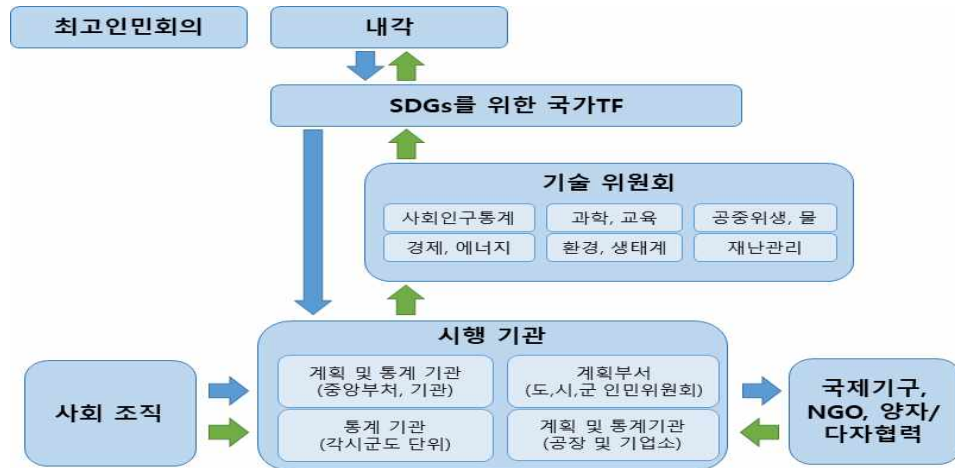 최고인민회의
내각
SDGs를 위한 국가TF
기술 위원회
사회인구통계
과학, 교육
공중위생, 물
경제, 에너지
환경, 생태계
재난관리
시행 기관
계획 및 통계 기관
(중앙부처, 기관)
계획부서
(도,시,군 인민위원회)
통계 기관
(각시군도 단위)
계획 및 통계기관
(공장 및 기업소)
사회 조직
국제기구,
NGO, 양자/
다자협력